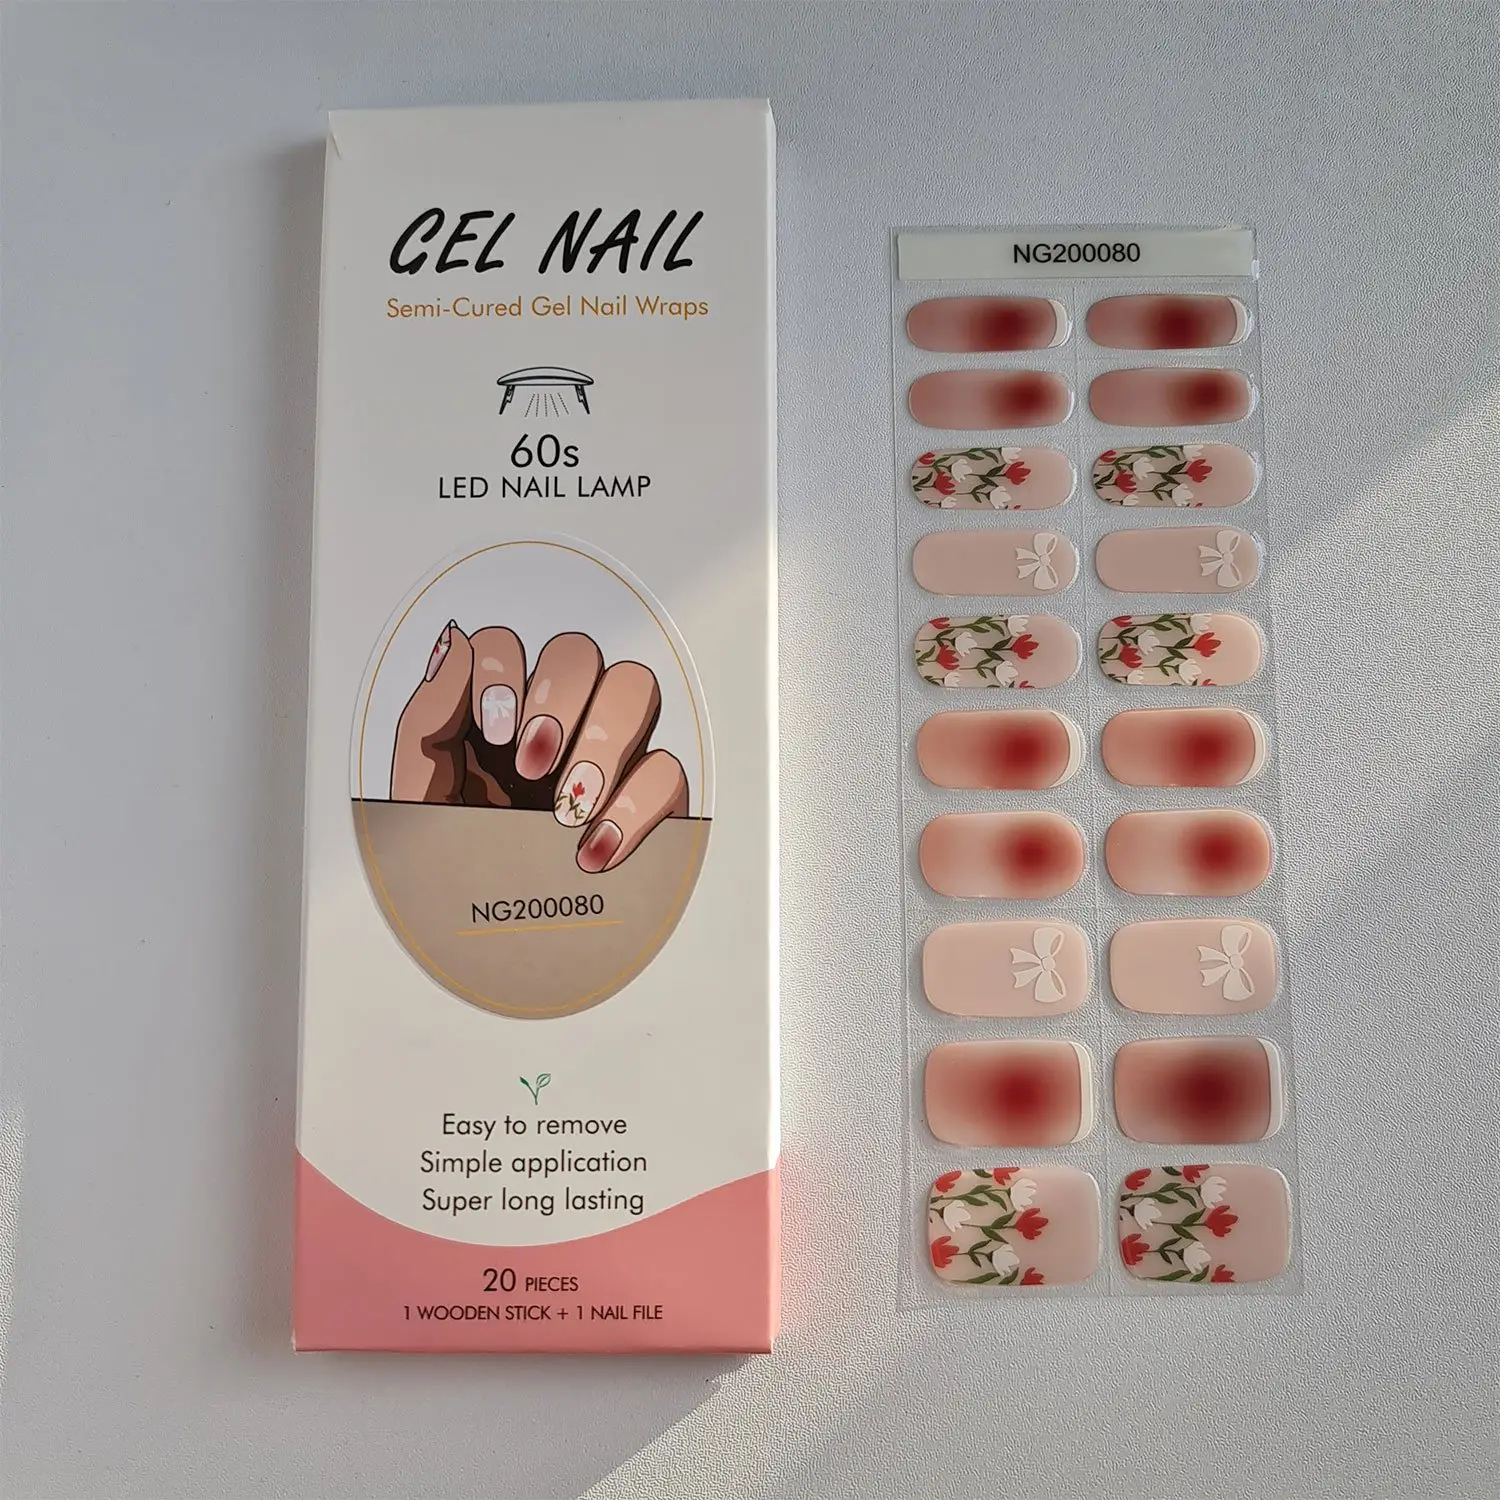 GEL NAIL
Semi-Cured Gel Nail Wraps
60s
LED NAIL LAMP
NG200080
Easy to remove
Simple application
Super long lasting
20 PIECES
1 WOODEN STICK + 1 NAIL FILE
NG200080